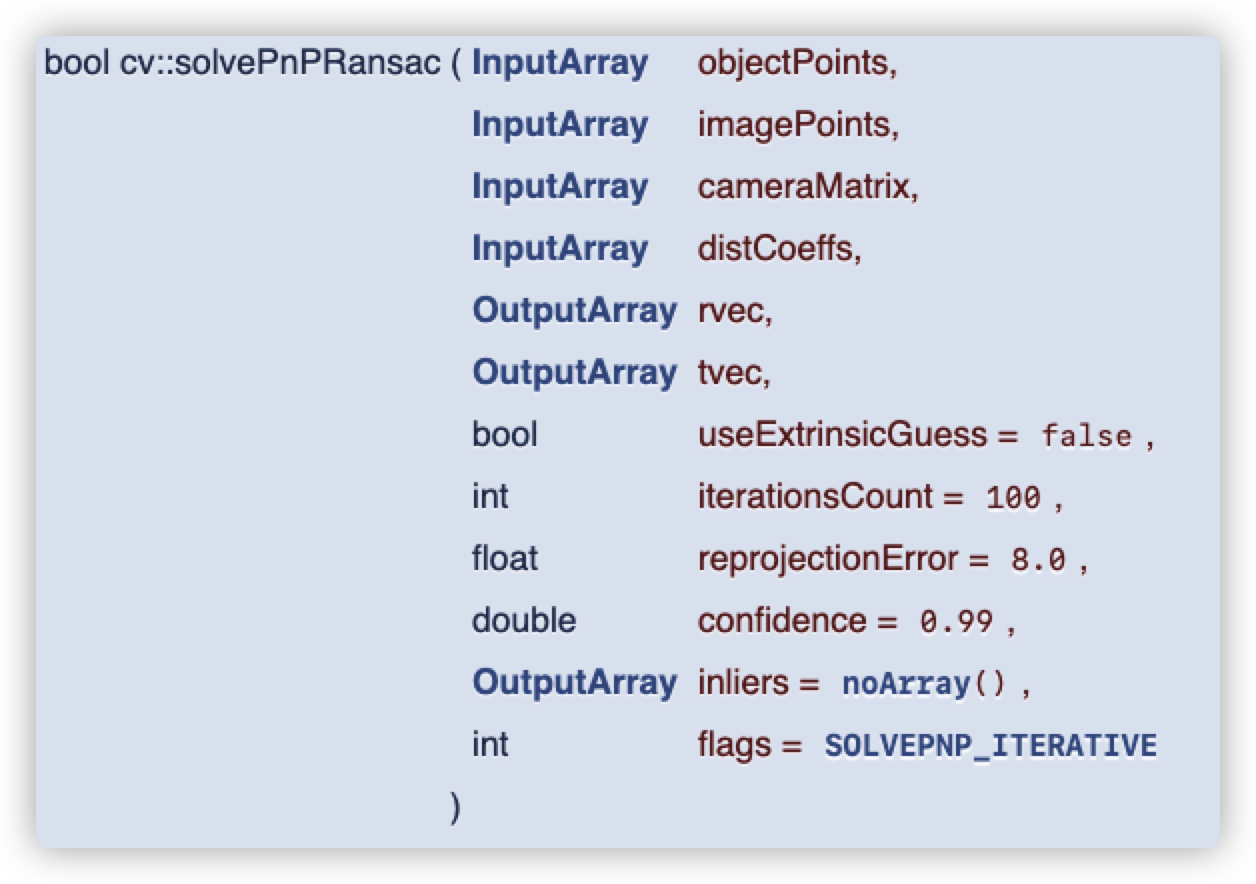 bool cv::solvePnPRansac ( InputArray objectPoints,
InputArray imagePoints,
InputArray cameraMatrix,
InputArray distCoeffs,
OutputArray rvec,
OutputArray tvec,
bool useExtrinsicGuess = false ,
int iterationsCount = 100 ,
float reprojectionError = 8.0 ,
double confidence = 0.99 ,
OutputArray inliers = noArray() ,
int flags = SOLVEPNP_ITERATIVE
)